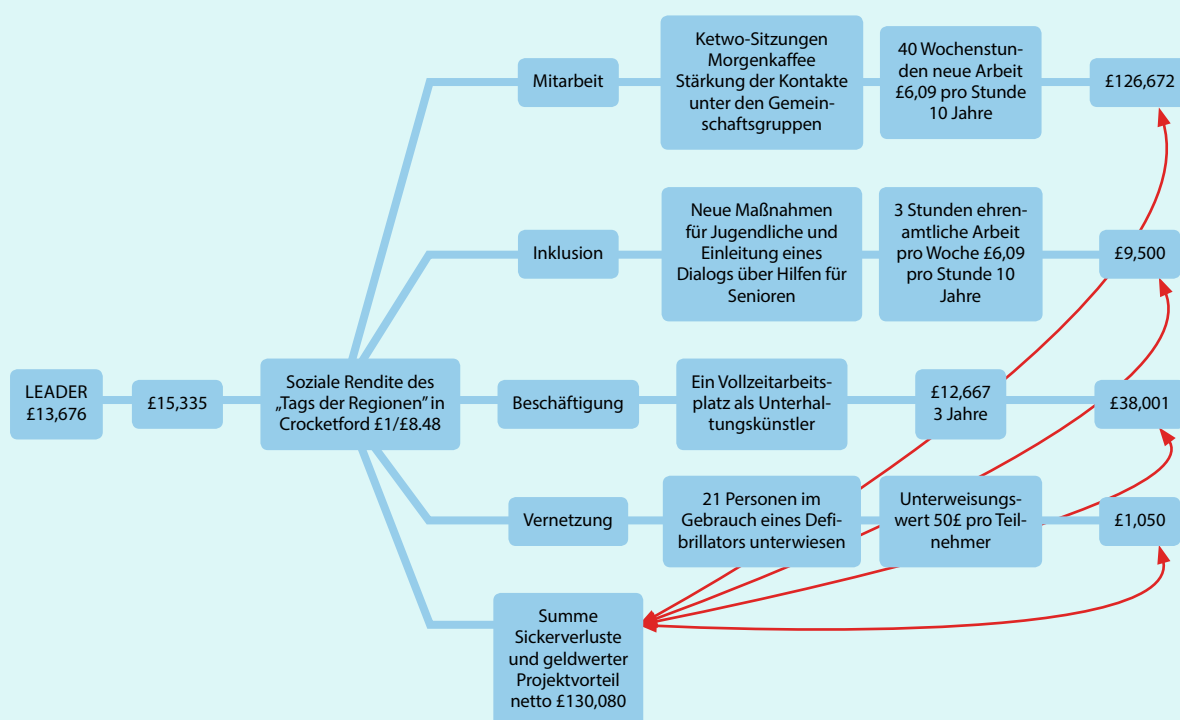 LEADER
£13,676
£15,335
Soziale Rendite des
„Tags der Regionen" in
Crocketford £1/£8.48
Mitarbeit
Ketwo-Sitzungen
Morgenkaffee
Stärkung der Kontakte
unter den Gemein-
schaftsgruppen
40 Wochenstun-
den neue Arbeit
£6,09 pro Stunde
10 Jahre
£126,672
Inklusion
Neue Maßnahmen
für Jugendliche und
Einleitung eines
Dialogs über Hilfen für
Senioren
3 Stunden ehren-
amtliche Arbeit
pro Woche £6,09
pro Stunde 10
Jahre
£9,500
Beschäftigung
Ein Vollzeitarbeits-
platz als Unterhal-
tungskünstler
£12,667
3 Jahre
£38,001
Vernetzung
21 Personen im
Gebrauch eines Defi-
brillators unterwiesen
Unterweisungs-
wert 50£ pro Teil-
nehmer
£1,050
Summe
Sickerverluste
und geldwerter
Projektvorteil
netto £130,080